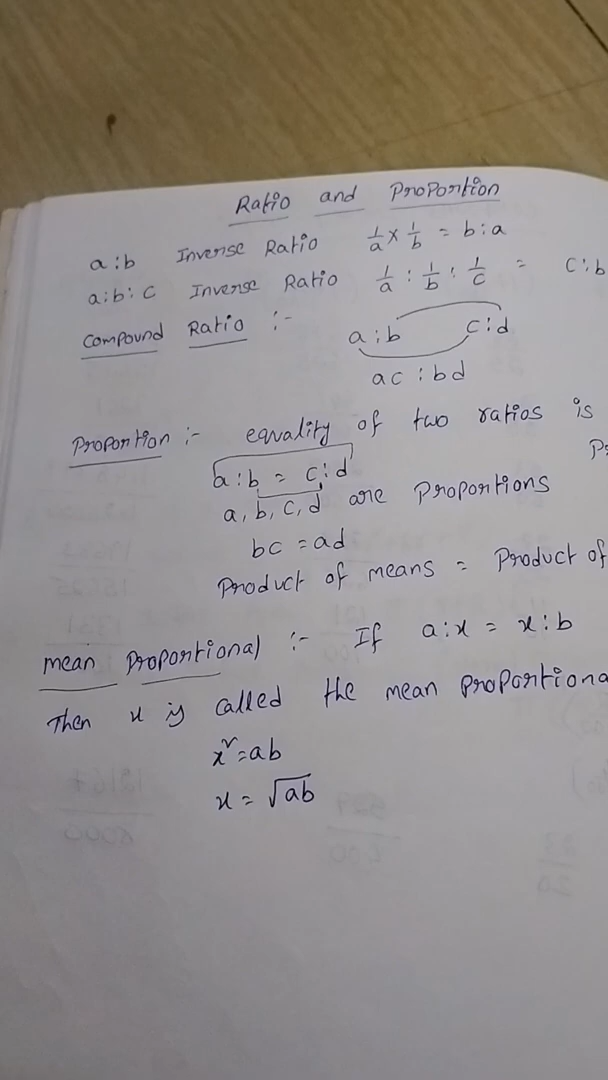 Ratio and Proportion
a:b Inverse Ratio 1/a × 1/b = b:a
a:b:c Inverse Ratio 1/a : 1/b : 1/c = c:b
Compound Ratio :- a:b c:d
ac : bd
Proportion :- equality of two ratios is
a:b = c:d
a, b, c, d are proportions
bc = ad
Product of means = Product of
mean proportional :- If a:x = x:b
Then x is called the mean proportiona
x² = ab
x = √ab